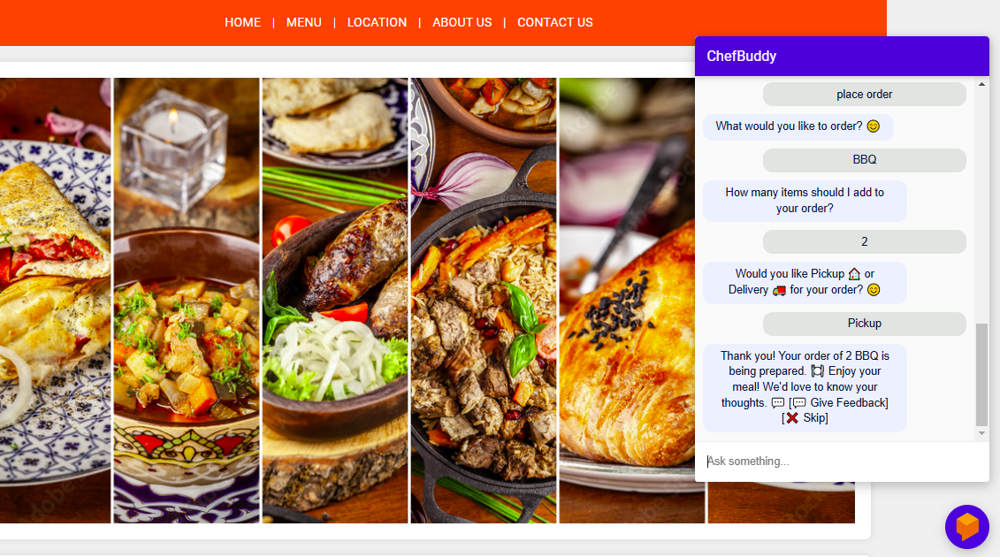 HOME | MENU | LOCATION | ABOUT US | CONTACT US
ChefBuddy
place order
What would you like to order? 😊
BBQ
How many items should I add to
your order?
2
Would you like Pickup 🏠 or
Delivery 🚚 for your order? 😊
Pickup
Thank you! Your order of 2 BBQ is
being prepared. 🍽 Enjoy your
meal! We'd love to know your
thoughts. 💬 [💬 Give Feedback]
[❌ Skip]
Ask something...